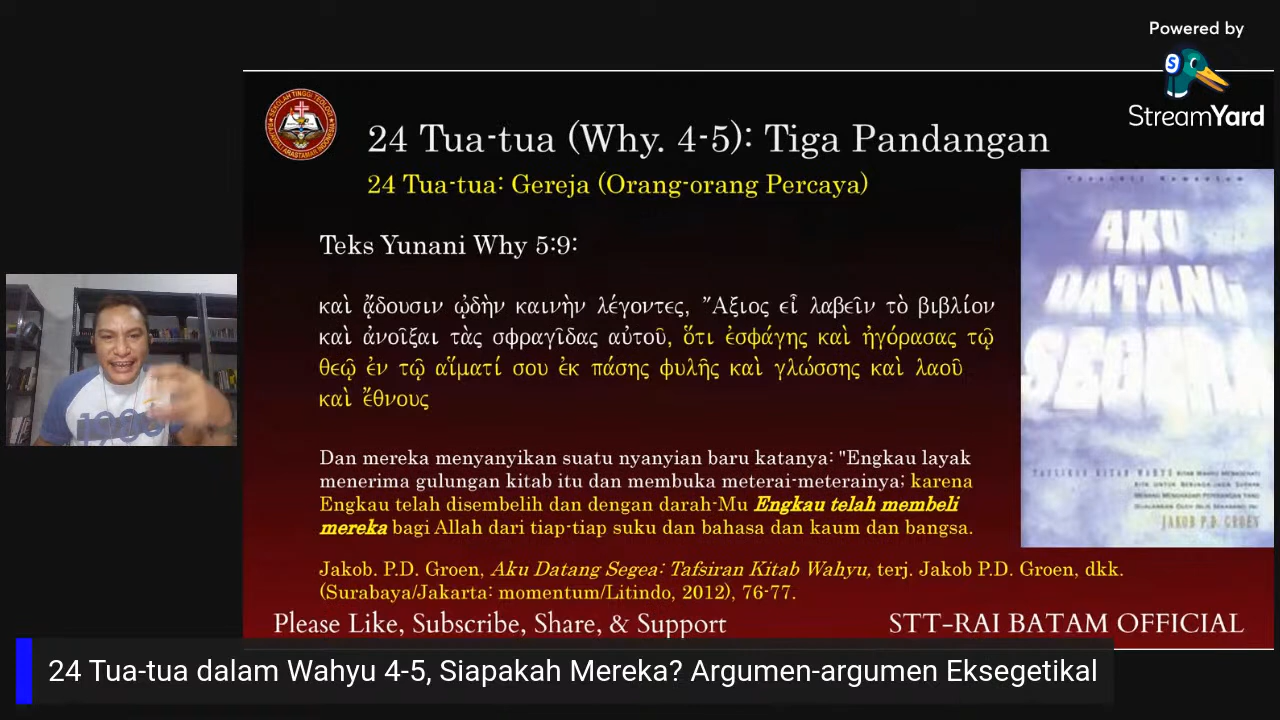 Powered by
StreamYard
24 Tua-tua (Why. 4-5): Tiga Pandangan
24 Tua-tua: Gereja (Orang-orang Percaya)
Teks Yunani Why 5:9:
καὶ ᾄδουσιν ᾠδὴν καινὴν λέγοντες, Ἄξιος εἶ λαβεῖν τὸ βιβλίον
καὶ ἀνοῖξαι τὰς σφραγῖδας αὐτοῦ, ὅτι ἐσφάγης καὶ ἠγόρασας τῷ
θεῷ ἐν τῷ αἵματί σου ἐκ πάσης φυλῆς καὶ γλώσσης καὶ λαοῦ
καὶ ἔθνους
Dan mereka menyanyikan suatu nyanyian baru katanya: "Engkau layak
menerima gulungan kitab itu dan membuka meterai-meterainya; karena
Engkau telah disembelih dan dengan darah-Mu Engkau telah membeli
mereka bagi Allah dari tiap-tiap suku dan bahasa dan kaum dan bangsa.
Jakob. P.D. Groen, Aku Datang Segea: Tafsiran Kitab Wahyu, terj. Jakob P.D. Groen, dkk.
(Surabaya/Jakarta: momentum/Litindo, 2012), 76-77.
AKU
DATANG
SEGERA
TAFSIRAN KITAB WAHYU
JAKOB P.D. GROEN
Please Like, Subscribe, Share, & Support
STT-RAI BATAM OFFICIAL
24 Tua-tua dalam Wahyu 4-5, Siapakah Mereka? Argumen-argumen Eksegetikal